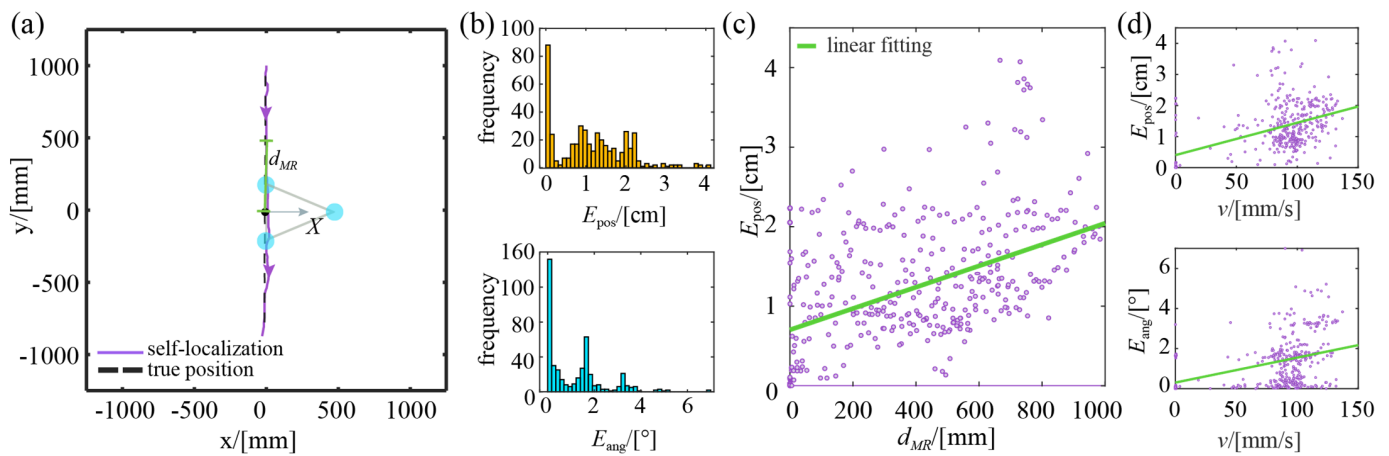 (a)
y/[mm]
1000
500
0
-500
-1000
d_MR
X
self-localization
true position
-1000 -500 0 500 1000
x/[mm]
(b)
frequency
100
80
60
40
20
0
0 1 2 3 4
E_pos/[cm]
frequency
160
100
60
40
0
0 2 4 6
E_ang/[°]
(c)
linear fitting
E_pos/[cm]
4
3
2
1
0
0 200 400 600 800 1000
d_MR/[mm]
(d)
E_pos/[cm]
4
2
0
0 50 100 150
v/[mm/s]
E_ang/[°]
6
4
2
0
0 50 100 150
v/[mm/s]